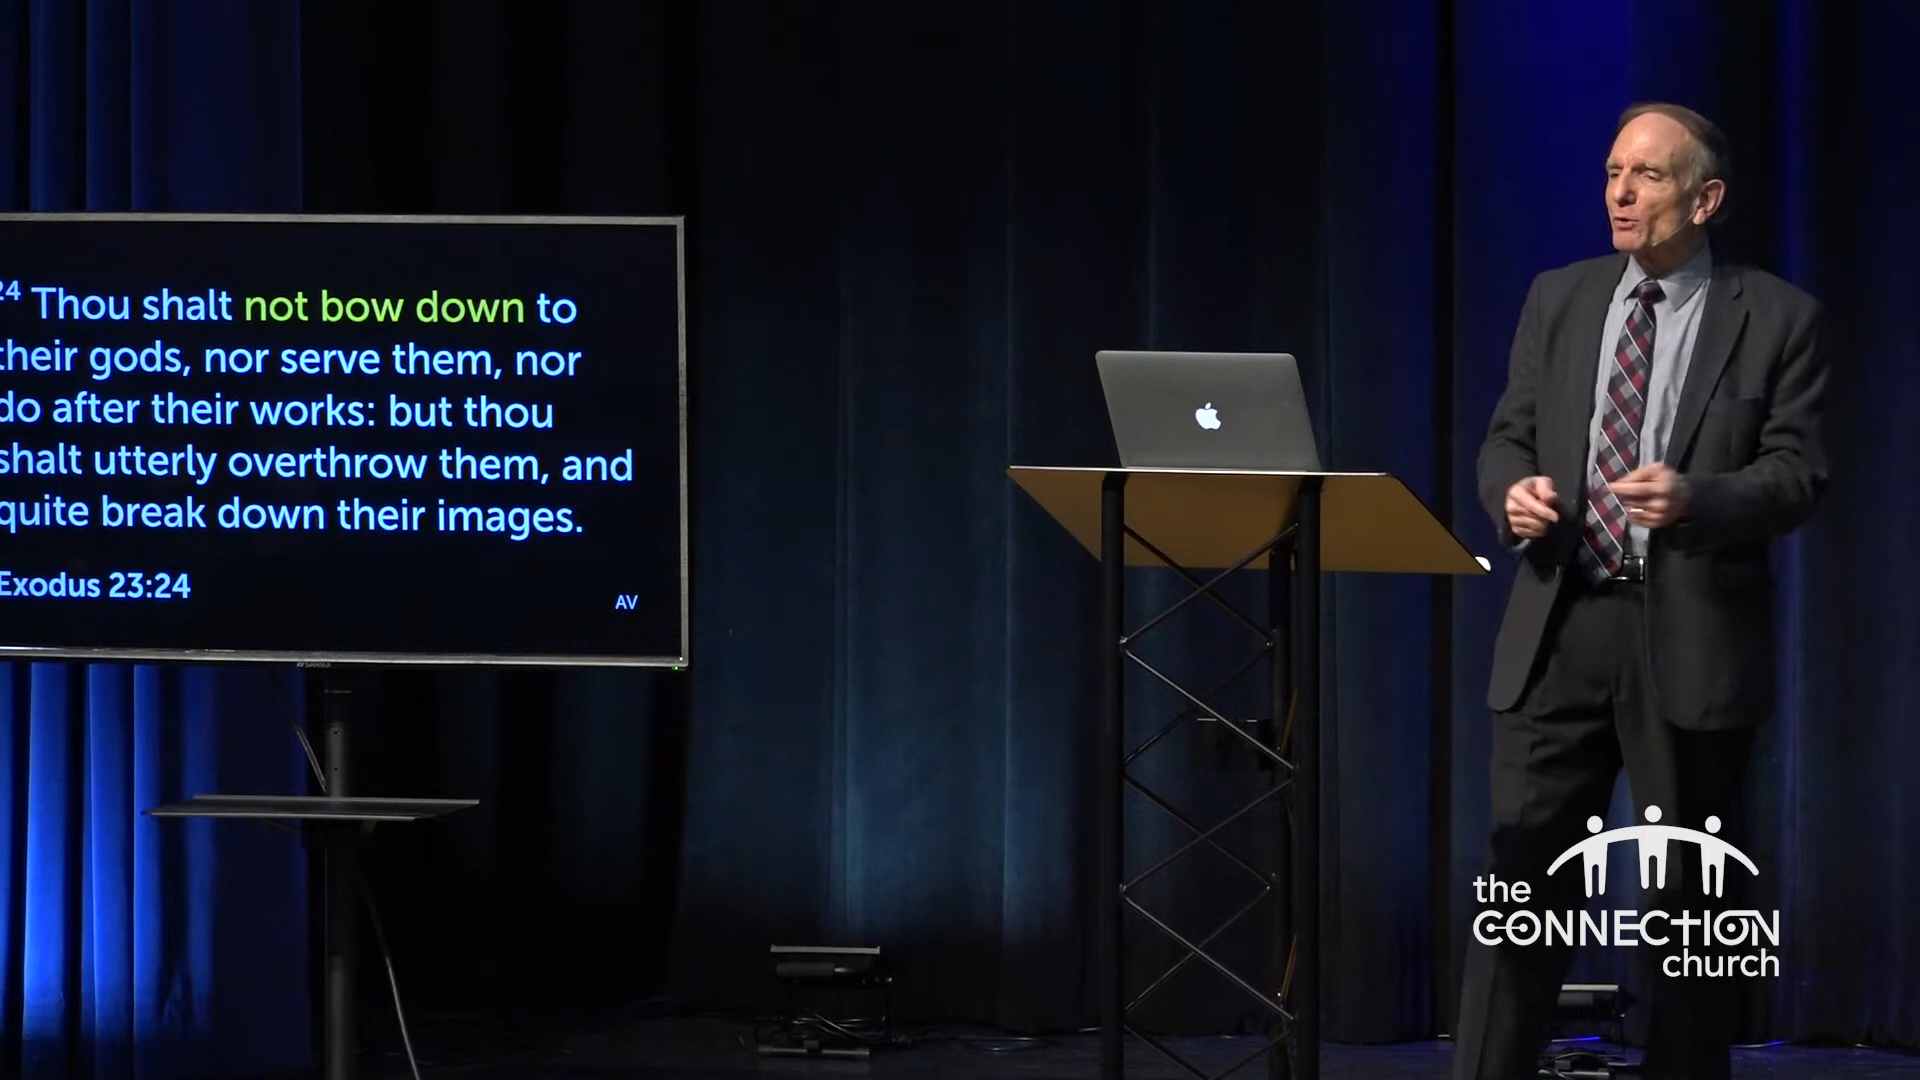 24 Thou shalt not bow down to
their gods, nor serve them, nor
do after their works: but thou
shalt utterly overthrow them, and
quite break down their images.
Exodus 23:24
AV
SANSUI
the
CONNECTION
church